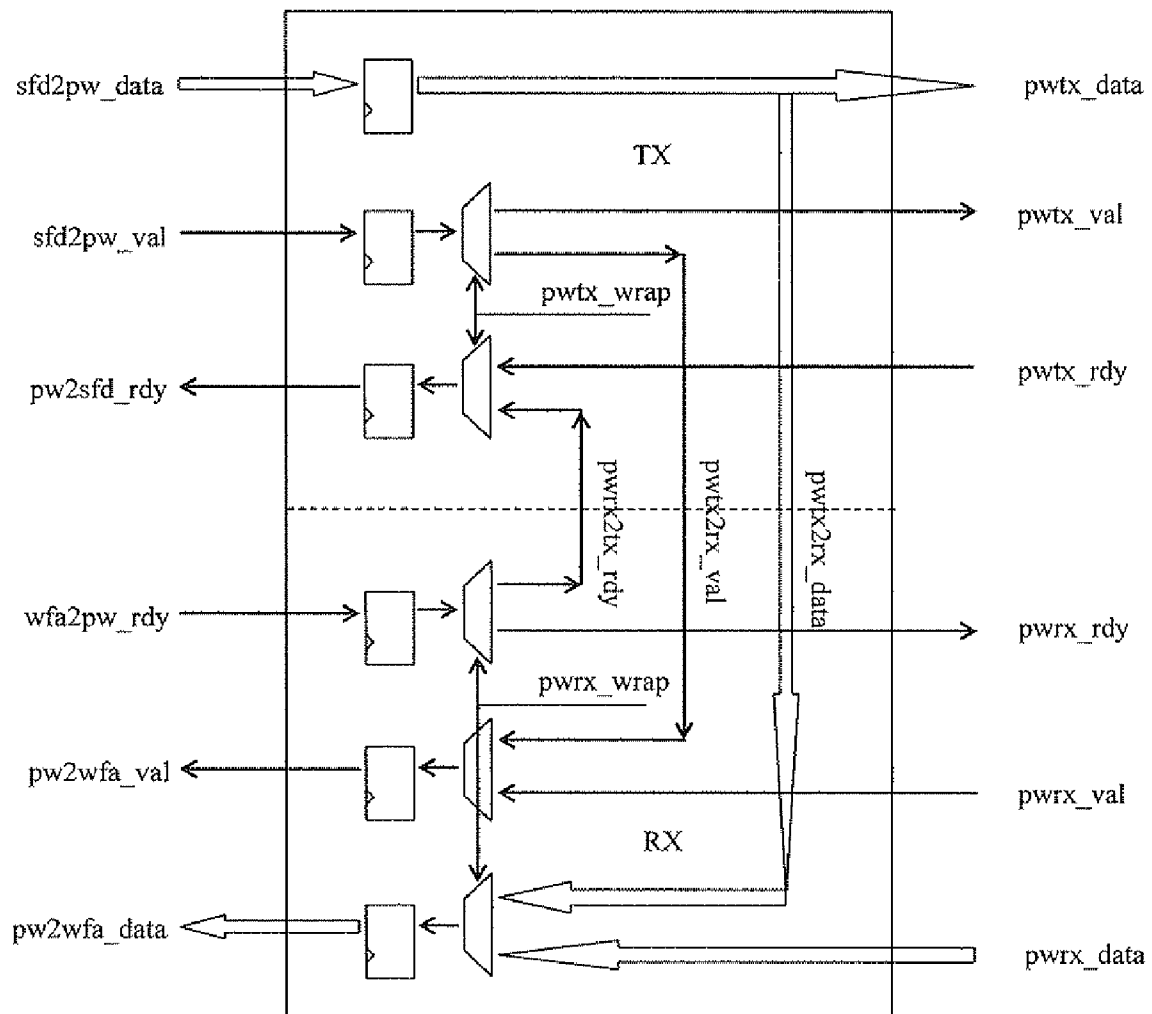 sfd2pw_data
pwtx_data
TX
sfd2pw_val
pwtx_val
pwtx_wrap
pw2sfd_rdy
pwtx_rdy
pwrx2tx_rdy
pwtx2rx_val
pwtx2rx_data
wfa2pw_rdy
pwrx_rdy
pwrx_wrap
pw2wfa_val
pwrx_val
RX
pw2wfa_data
pwrx_data